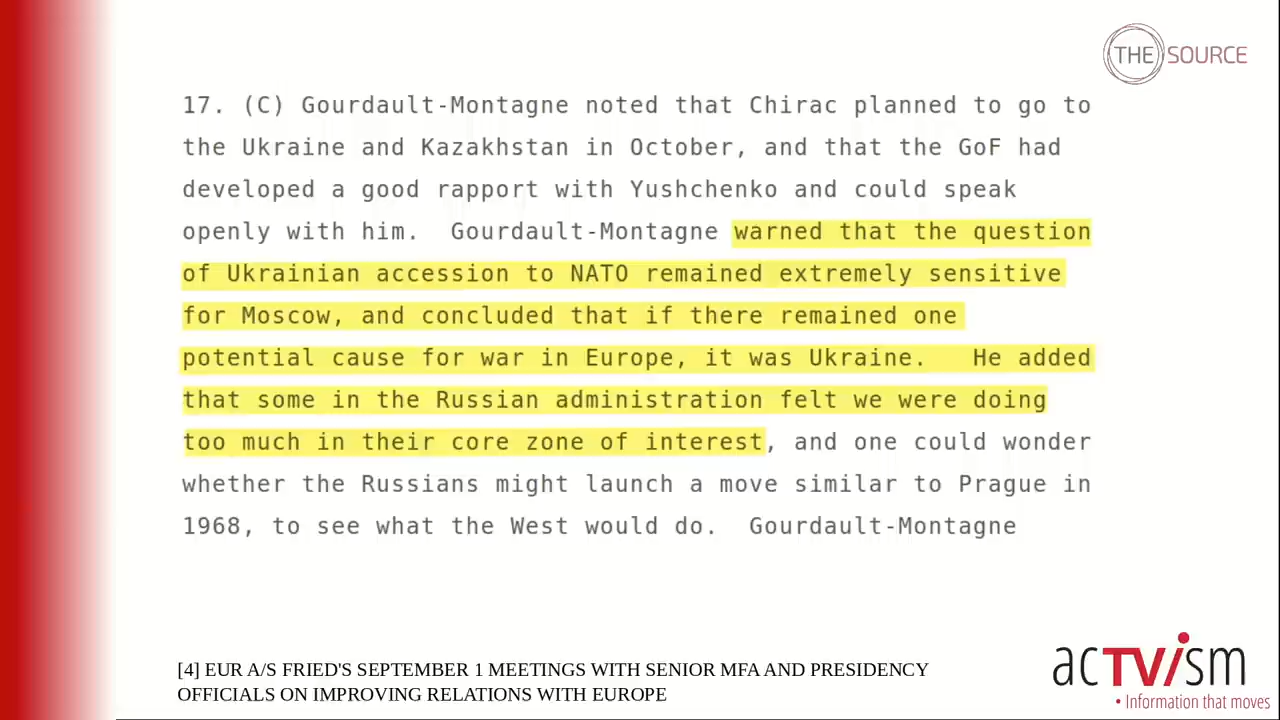 THE SOURCE
17. (C) Gourdault-Montagne noted that Chirac planned to go to
the Ukraine and Kazakhstan in October, and that the GoF had
developed a good rapport with Yushchenko and could speak
openly with him.  Gourdault-Montagne warned that the question
of Ukrainian accession to NATO remained extremely sensitive
for Moscow, and concluded that if there remained one
potential cause for war in Europe, it was Ukraine.   He added
that some in the Russian administration felt we were doing
too much in their core zone of interest, and one could wonder
whether the Russians might launch a move similar to Prague in
1968, to see what the West would do.  Gourdault-Montagne
[4] EUR A/S FRIED'S SEPTEMBER 1 MEETINGS WITH SENIOR MFA AND PRESIDENCY
OFFICIALS ON IMPROVING RELATIONS WITH EUROPE
acTVism
• Information that moves